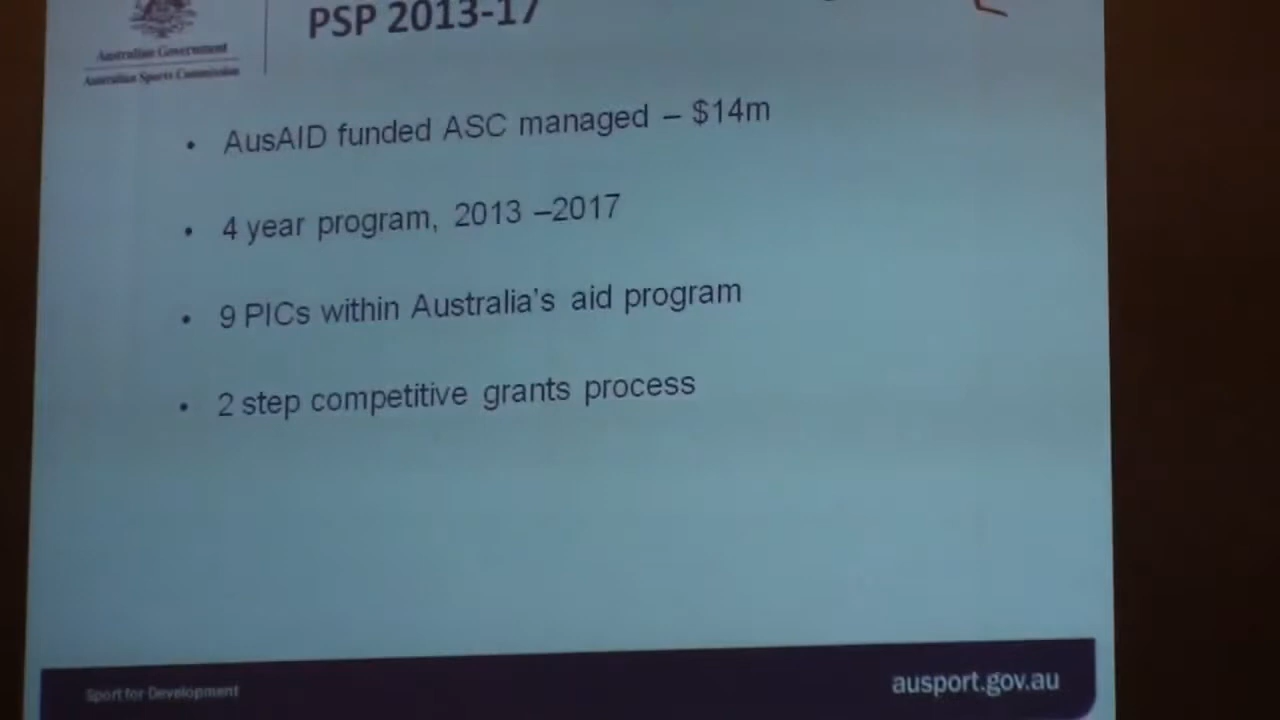 PSP 2013-17
Australian Government
Australian Sports Commission
• AusAID funded ASC managed – $14m
• 4 year program, 2013 –2017
• 9 PICs within Australia's aid program
• 2 step competitive grants process
Sport for Development
ausport.gov.au